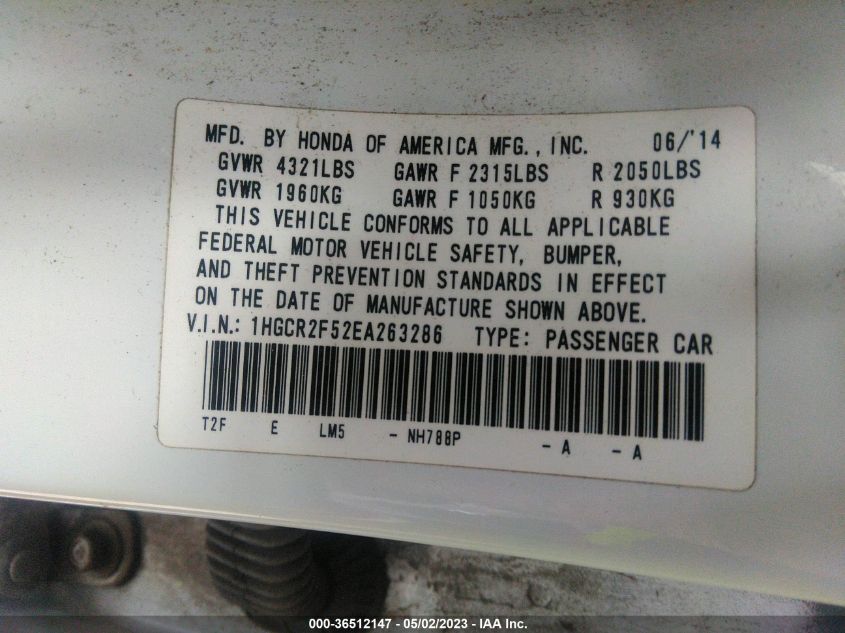 MFD. BY HONDA OF AMERICA MFG., INC. 06/'14
GVWR 4321LBS GAWR F 2315LBS R 2050LBS
GVWR 1960KG GAWR F 1050KG R 930KG
THIS VEHICLE CONFORMS TO ALL APPLICABLE
FEDERAL MOTOR VEHICLE SAFETY, BUMPER,
AND THEFT PREVENTION STANDARDS IN EFFECT
ON THE DATE OF MANUFACTURE SHOWN ABOVE.
V.I.N.: 1HGCR2F52EA263286 TYPE: PASSENGER CAR
T2F E LM5 - NH788P - A - A
000-36512147 - 05/02/2023 - IAA Inc.